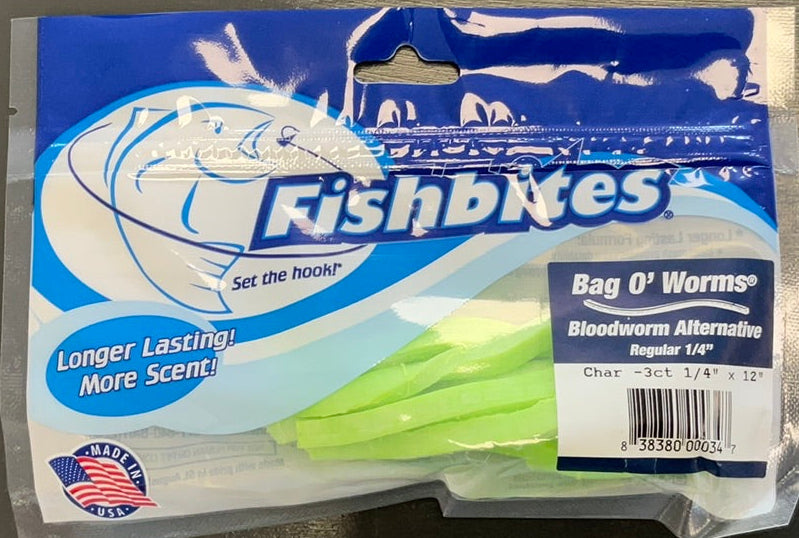 Fishbites®
Set the hook!®
Longer Lasting!
More Scent!
Bag O' Worms®
Bloodworm Alternative
Regular 1/4"
Char -3ct 1/4" x 12"
8 38380 00034 7
MADE IN
USA